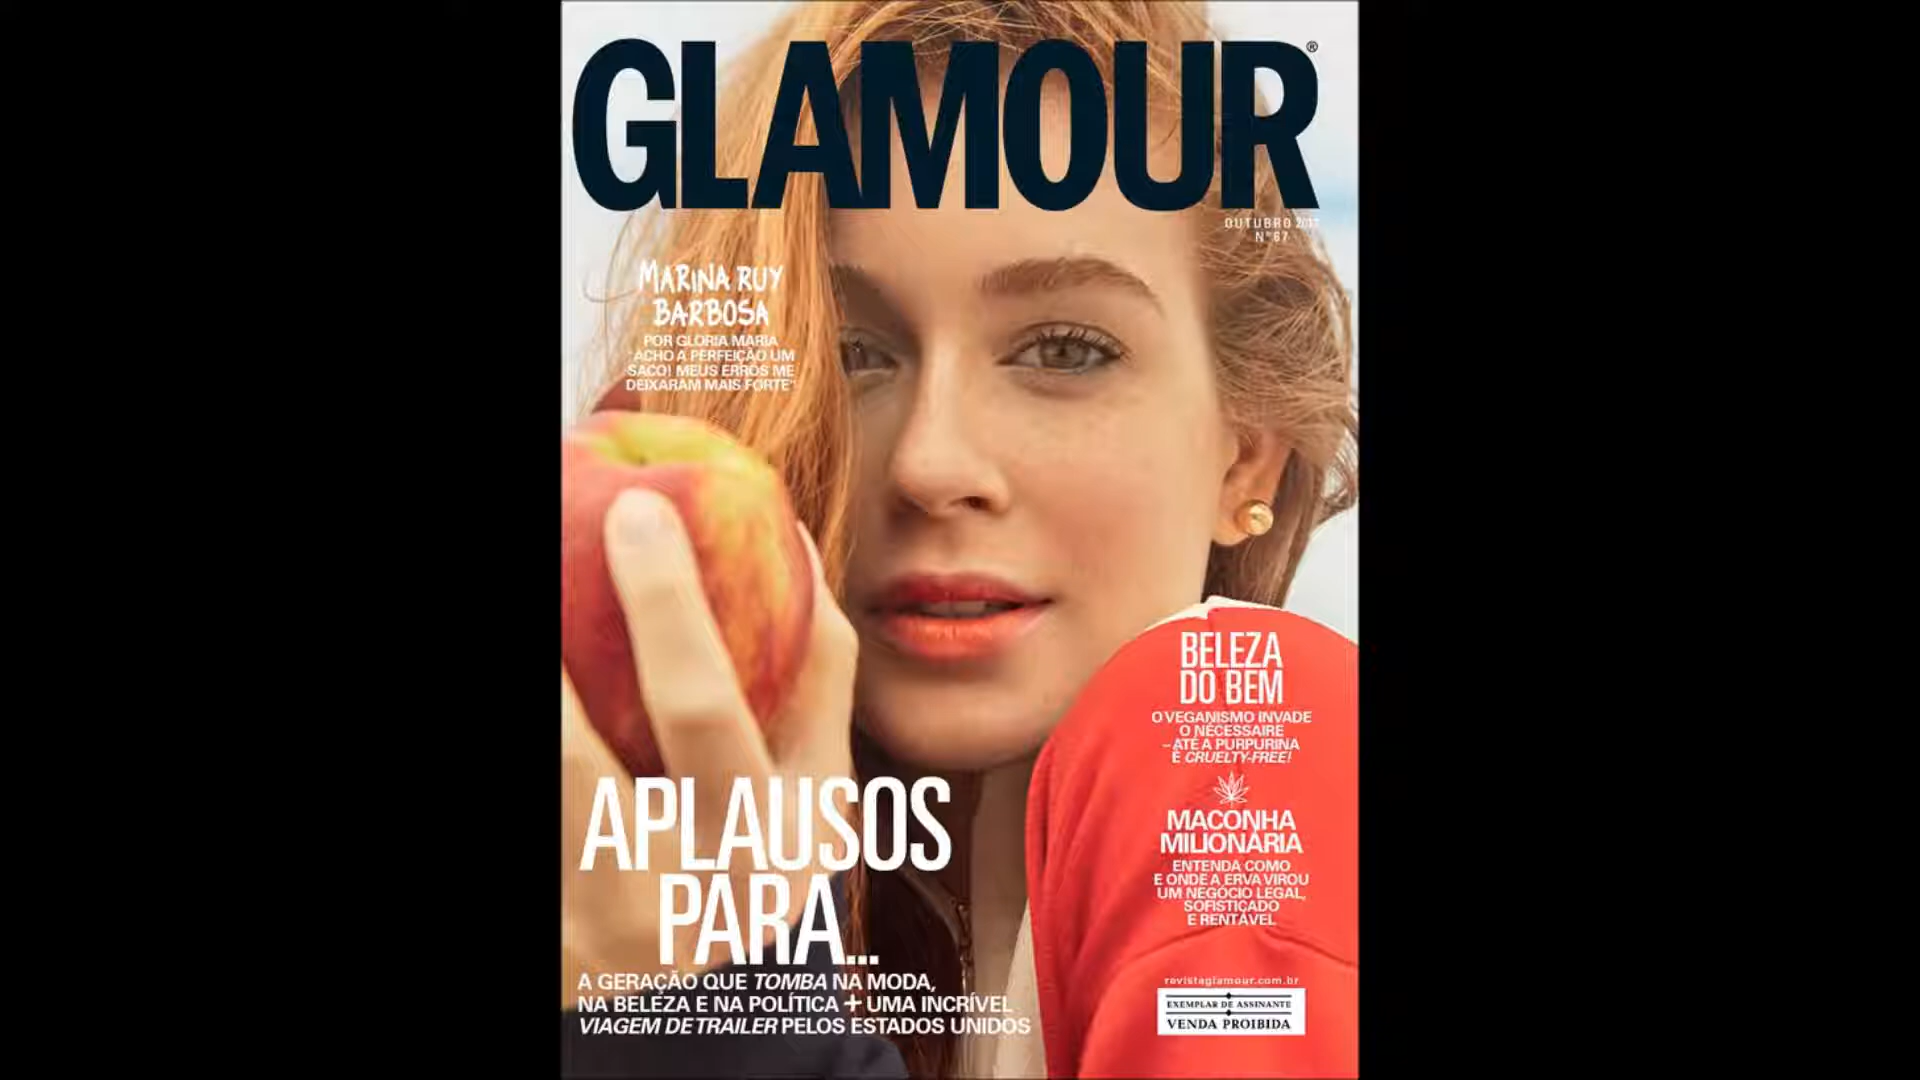 GLAMOUR®
OUTUBRO 2017
Nº67
MARINA RUY
BARBOSA
POR GLORIA MARIA
"ACHO A PERFEIÇÃO UM
SACO! MEUS ERROS ME
DEIXARAM MAIS FORTE"
BELEZA
DO BEM
O VEGANISMO INVADE
O NÉCESSAIRE
– ATÉ A PURPURINA
É CRUELTY-FREE!
MACONHA
MILIONÁRIA
ENTENDA COMO
E ONDE A ERVA VIROU
UM NEGÓCIO LEGAL,
SOFISTICADO
E RENTÁVEL
APLAUSOS
PARA...
A GERAÇÃO QUE TOMBA NA MODA,
NA BELEZA E NA POLÍTICA + UMA INCRÍVEL
VIAGEM DE TRAILER PELOS ESTADOS UNIDOS
revistaglamour.com.br
EXEMPLAR DE ASSINANTE
VENDA PROIBIDA